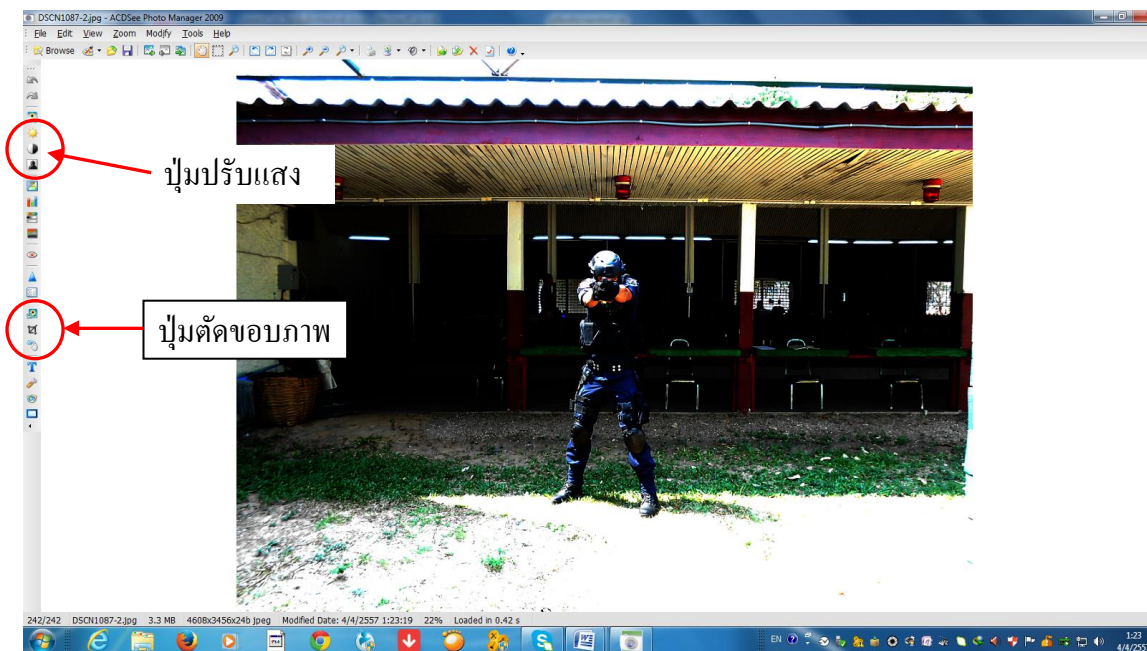 DSCN1087-2.jpg - ACDSee Photo Manager 2009
File Edit View Zoom Modify Tools Help
Browse
ปุ่มปรับแสง
ปุ่มตัดขอบภาพ
T
242/242 DSCN1087-2.jpg 3.3 MB 4608x3456x24b jpeg Modified Date: 4/4/2557 1:23:19 22% Loaded in 0.42 s
EN 1:23